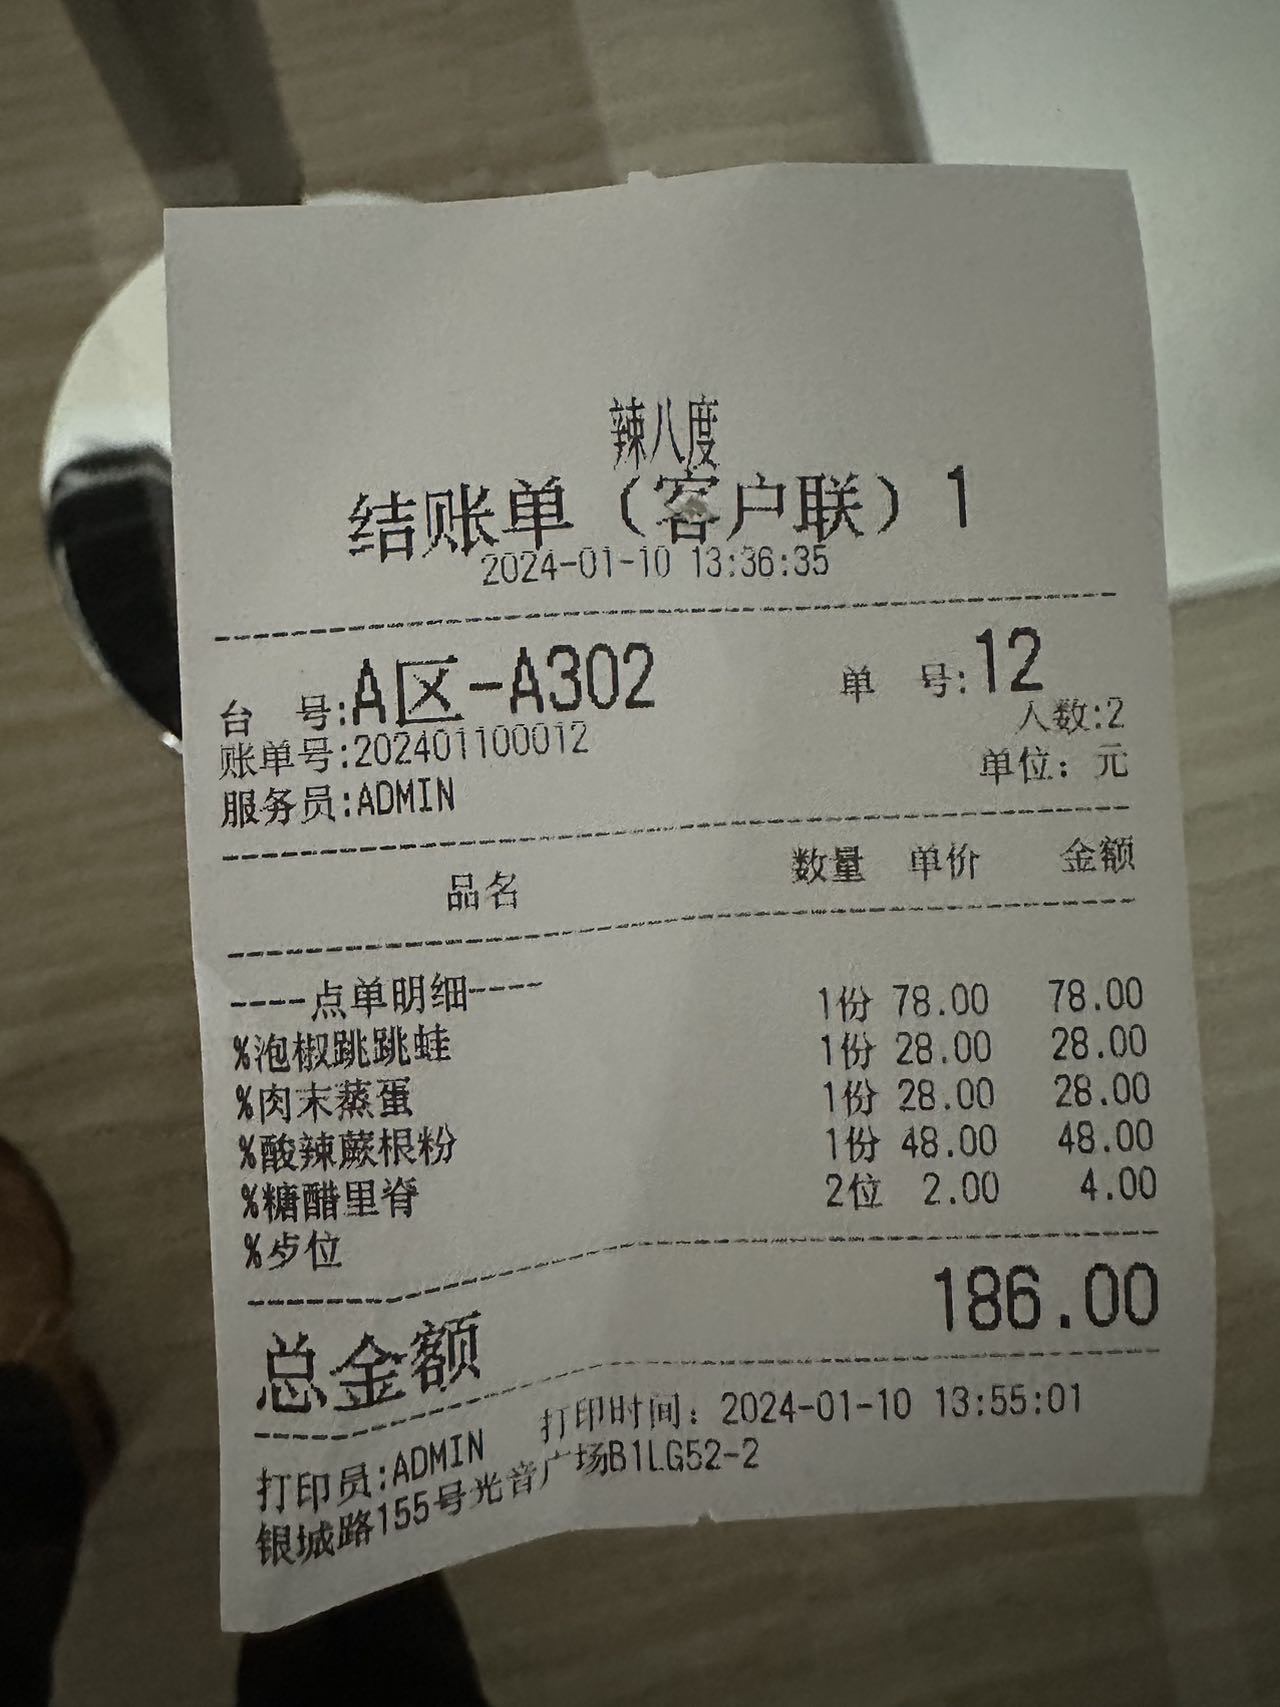 辣八度
结账单（客户联）1
2024-01-10 13:36:35
台 号:A区-A302 单 号:12
人数:2
账单号:202401100012
单位：元
服务员:ADMIN
品名 数量 单价 金额
----点单明细----
%泡椒跳跳蛙 1份 78.00 78.00
%肉末蒸蛋 1份 28.00 28.00
%酸辣蕨根粉 1份 28.00 28.00
%糖醋里脊 1份 48.00 48.00
%歺位 2位 2.00 4.00
总金额 186.00
打印员:ADMIN 打印时间：2024-01-10 13:55:01
银城路155号光音广场B1LG52-2